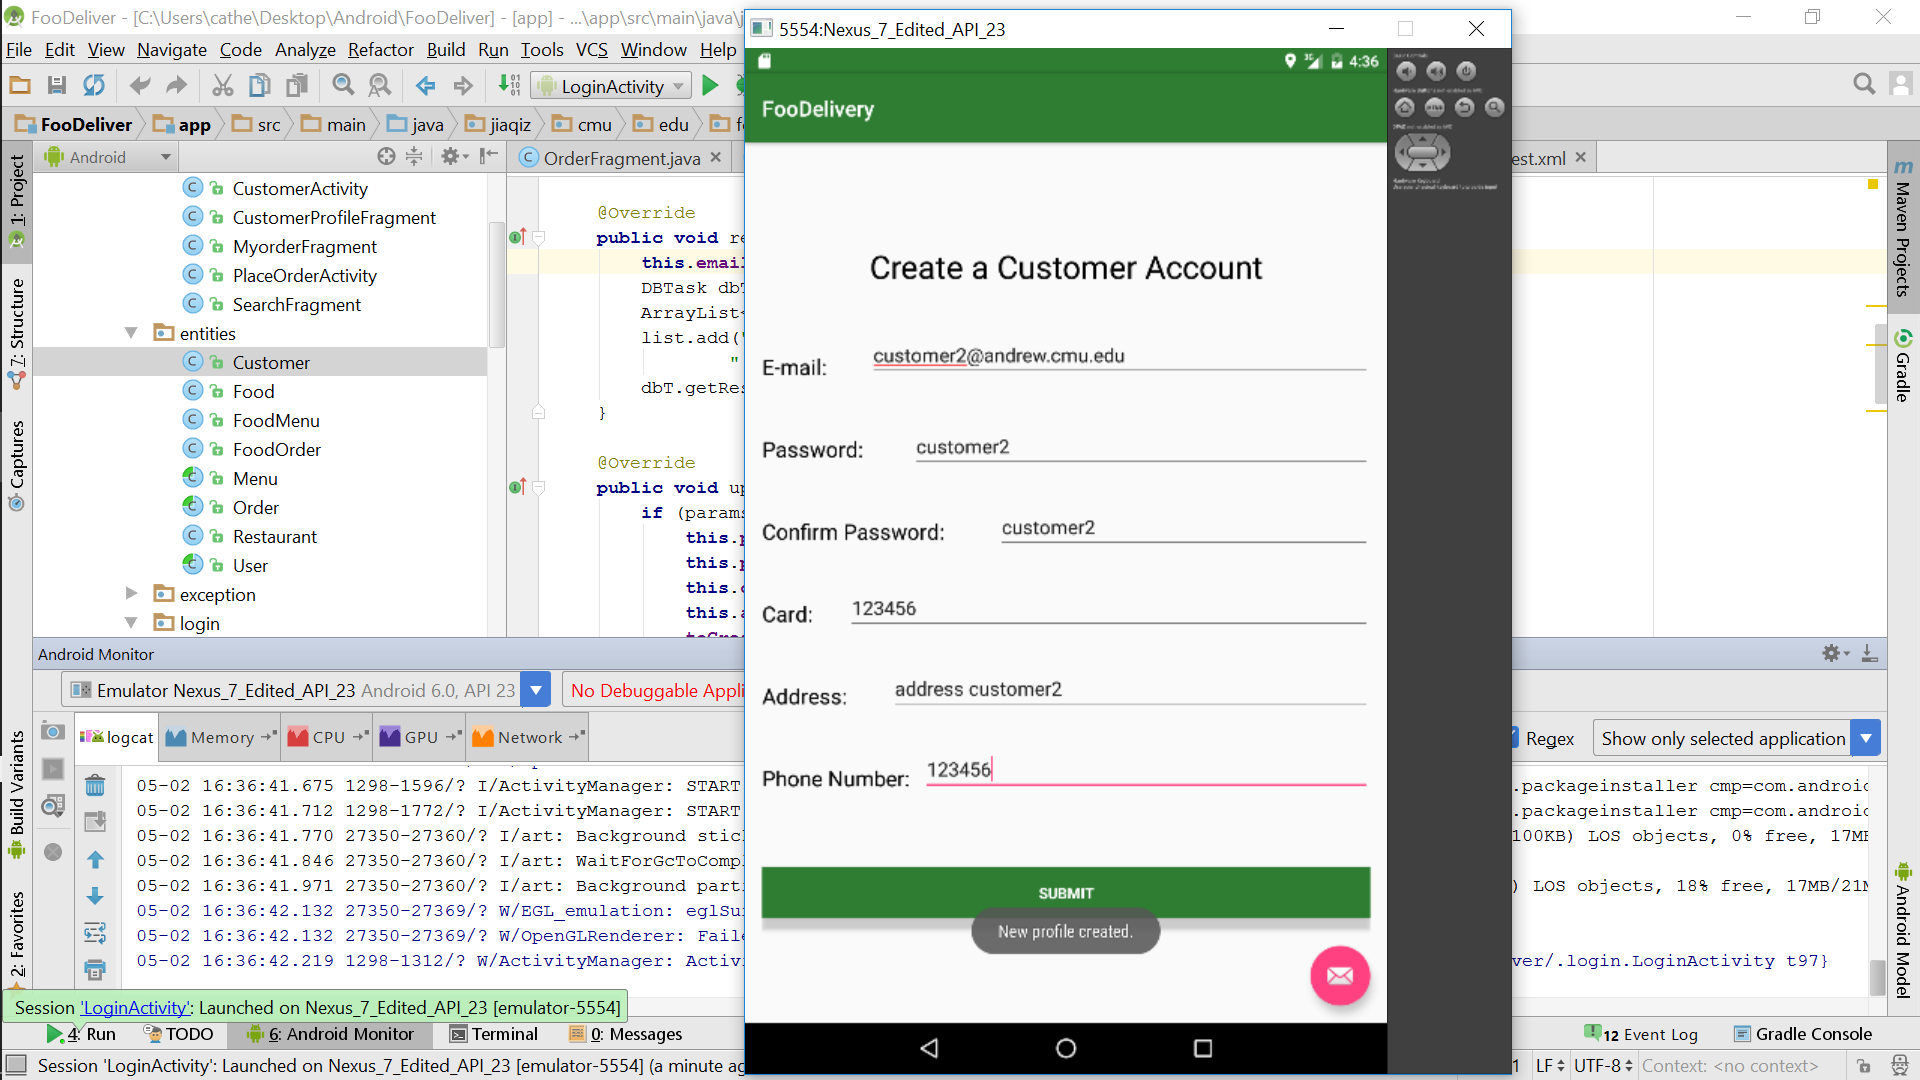 FooDeliver - [C:\Users\cathe\Desktop\Android\FooDeliver] - [app] - ...\app\src\main\java\j
File Edit View Navigate Code Analyze Refactor Build Run Tools VCS Window Help
LoginActivity
FooDeliver app src main java jiaqiz cmu edu
1: Project
7: Structure
Captures
Build Variants
2: Favorites
Android
CustomerActivity
CustomerProfileFragment
MyorderFragment
PlaceOrderActivity
SearchFragment
entities
Customer
Food
FoodMenu
FoodOrder
Menu
Order
Restaurant
User
exception
login
OrderFragment.java
est.xml
@Override
public void re
this.email
DBTask dbT
ArrayList<
list.add("
"
dbT.getRes
}
@Override
public void up
if (params
this.p
this.p
this.c
this.a
5554:Nexus_7_Edited_API_23
4:36
FooDelivery
Create a Customer Account
E-mail: customer2@andrew.cmu.edu
Password: customer2
Confirm Password: customer2
Card: 123456
Address: address customer2
Phone Number: 123456
SUBMIT
New profile created.
Maven Projects
Gradle
Android Model
Android Monitor
Emulator Nexus_7_Edited_API_23 Android 6.0, API 23
No Debuggable Appli
Regex
Show only selected application
logcat Memory CPU GPU Network
05-02 16:36:41.675 1298-1596/? I/ActivityManager: START
.packageinstaller cmp=com.android
05-02 16:36:41.712 1298-1772/? I/ActivityManager: START
.packageinstaller cmp=com.android
05-02 16:36:41.770 27350-27360/? I/art: Background stick
100KB) LOS objects, 0% free, 17MB
05-02 16:36:41.846 27350-27360/? I/art: WaitForGcToCompl
05-02 16:36:41.971 27350-27360/? I/art: Background parti
) LOS objects, 18% free, 17MB/21M
05-02 16:36:42.132 27350-27369/? W/EGL_emulation: eglSur
05-02 16:36:42.132 27350-27369/? W/OpenGLRenderer: Faile
05-02 16:36:42.219 1298-1312/? W/ActivityManager: Activi
ver/.login.LoginActivity t97}
Session 'LoginActivity': Launched on Nexus_7_Edited_API_23 [emulator-5554]
4: Run TODO 6: Android Monitor Terminal 0: Messages
12 Event Log Gradle Console
Session 'LoginActivity': Launched on Nexus_7_Edited_API_23 [emulator-5554] (a minute ag
1 LF UTF-8 Context: <no context>